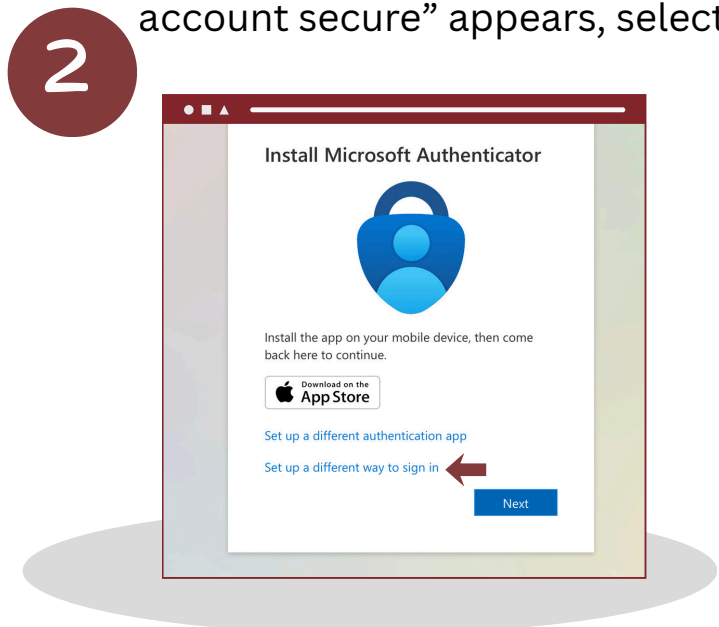 account secure” appears, select
2
Install Microsoft Authenticator
Install the app on your mobile device, then come
back here to continue.
Download on the
App Store
Set up a different authentication app
Set up a different way to sign in
Next